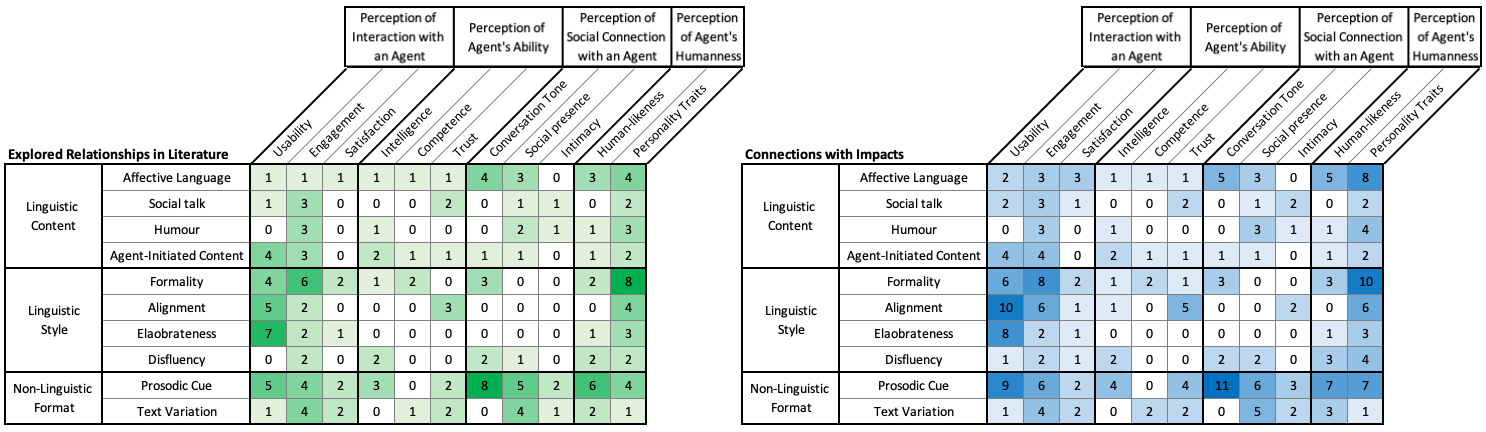 Perception of Interaction with an Agent
Perception of Agent's Ability
Perception of Social Connection with an Agent
Perception of Agent's Humanness
Usability
Engagement
Satisfaction
Intelligence
Competence
Trust
Conversation Tone
Social presence
Intimacy
Human-likeness
Personality Traits
Explored Relationships in Literature
Linguistic Content
Affective Language 1 1 1 1 1 1 4 3 0 3 4
Social talk 1 3 0 0 0 2 0 1 1 0 2
Humour 0 3 0 1 0 0 0 2 1 1 3
Agent-Initiated Content 4 3 0 2 1 1 1 1 0 1 2
Linguistic Style
Formality 4 6 2 1 2 0 3 0 0 2 8
Alignment 5 2 0 0 0 3 0 0 0 0 4
Elaobrateness 7 2 1 0 0 0 0 0 0 1 3
Disfluency 0 2 0 2 0 0 2 1 0 2 2
Non-Linguistic Format
Prosodic Cue 5 4 2 3 0 2 8 5 2 6 4
Text Variation 1 4 2 0 1 2 0 4 2 2 1
Perception of Interaction with an Agent
Perception of Agent's Ability
Perception of Social Connection with an Agent
Perception of Agent's Humanness
Usability
Engagement
Satisfaction
Intelligence
Competence
Trust
Conversation Tone
Social presence
Intimacy
Human-likeness
Personality Traits
Connections with Impacts
Linguistic Content
Affective Language 2 3 3 1 1 1 5 3 0 5 8
Social talk 2 3 1 0 0 2 0 1 2 0 2
Humour 0 3 0 1 0 0 0 3 1 1 4
Agent-Initiated Content 4 4 0 2 1 1 1 1 0 1 2
Linguistic Style
Formality 6 8 2 1 2 1 3 0 0 3 10
Alignment 10 6 1 1 0 5 0 0 2 0 6
Elaobrateness 8 2 1 0 0 0 0 0 0 1 3
Disfluency 1 2 1 2 0 0 2 2 0 3 4
Non-Linguistic Format
Prosodic Cue 9 6 2 4 0 4 11 6 3 7 7
Text Variation 1 4 2 0 2 2 0 5 2 3 1